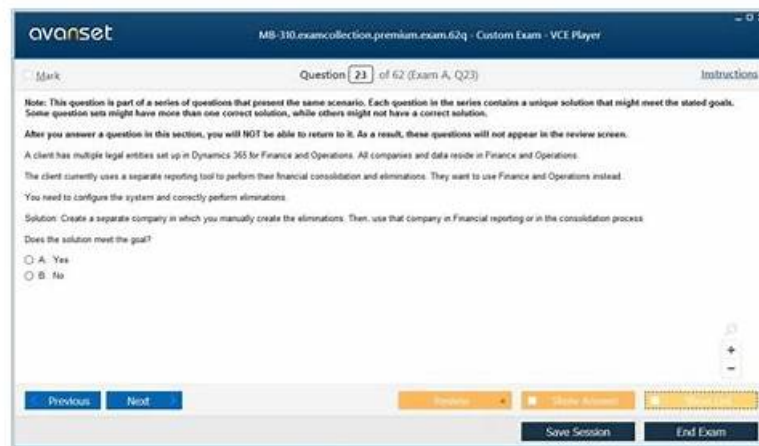 avanset
MB-310.examcollection.premium.exam.62q - Custom Exam - VCE Player
Mark
Question 23 of 62 (Exam A, Q23)
Instructions
Note: This question is part of a series of questions that present the same scenario. Each question in the series contains a unique solution that might meet the stated goals.
Some question sets might have more than one correct solution, while others might not have a correct solution.
After you answer a question in this section, you will NOT be able to return to it. As a result, these questions will not appear in the review screen.
A client has multiple legal entities set up in Dynamics 365 for Finance and Operations. All companies and data reside in Finance and Operations.
The client currently uses a separate reporting tool to perform their financial consolidation and eliminations. They want to use Finance and Operations instead.
You need to configure the system and correctly perform eliminations.
Solution: Create a separate company in which you manually create the eliminations. Then, use that company in Financial reporting or in the consolidation process
Does the solution meet the goal?
A. Yes
B. No
Previous
Next
Review
Show Answer
Save Session
End Exam